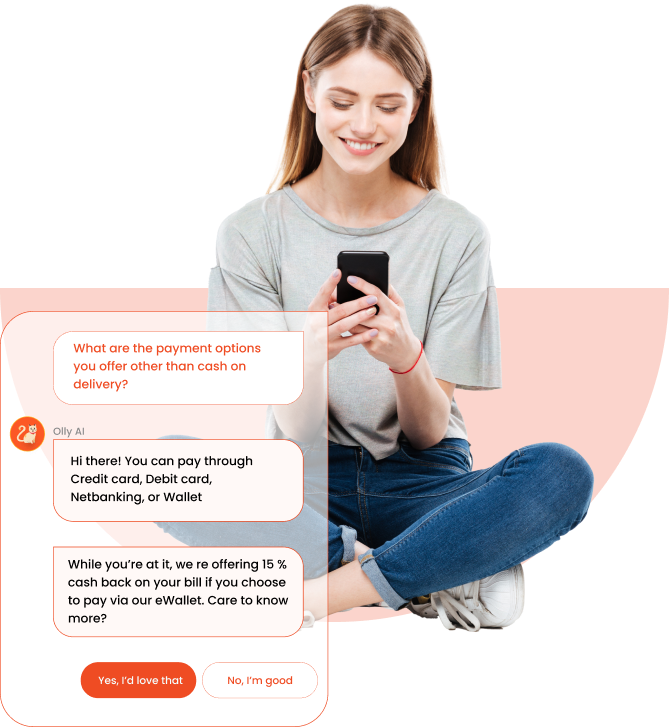 What are the payment options
you offer other than cash on
delivery?
Olly AI
Hi there! You can pay through
Credit card, Debit card,
Netbanking, or Wallet
While you're at it, we re offering 15 %
cash back on your bill if you choose
to pay via our eWallet. Care to know
more?
Yes, I'd love that
No, I'm good